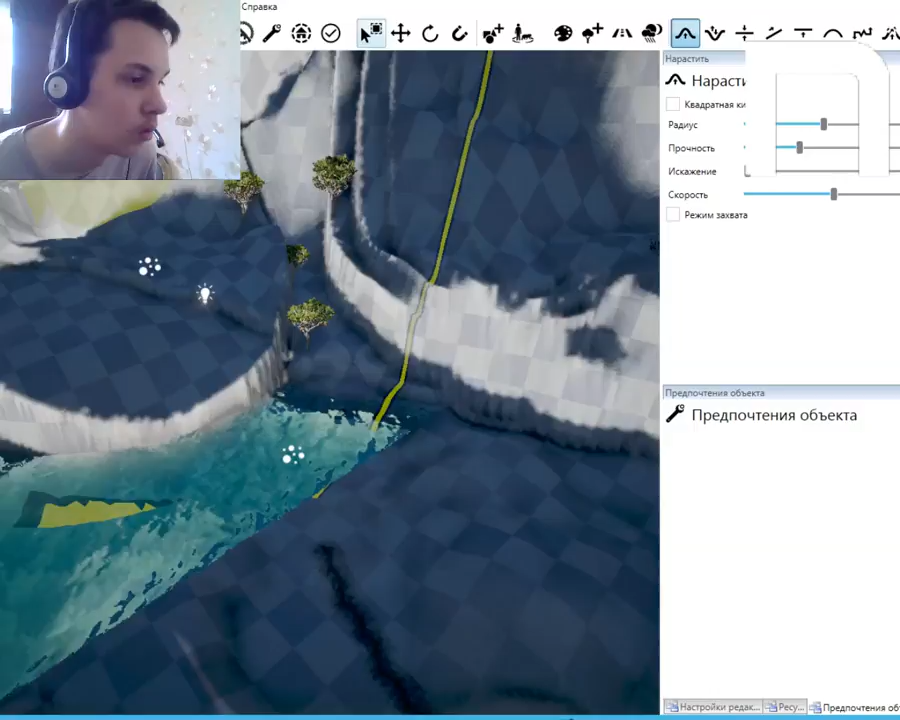 Справка
Нарастить
Нарасти
Квадратная ки
Радиус
Прочность
Искажение
Скорость
Режим захвата
Предпочтения объекта
Предпочтения объекта
Настройки редак... Ресу... Предпочтения об